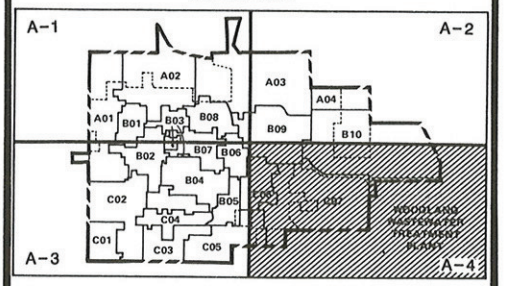 A-1
A-2
A02
A03
A04
A01
B01
B03
B08
B09
B10
B02
B07
B06
B04
C02
B05
C06
C07
C04
WOODLAND
WASTEWATER
TREATMENT
PLANT
C01
C03
C05
A-3
A-4